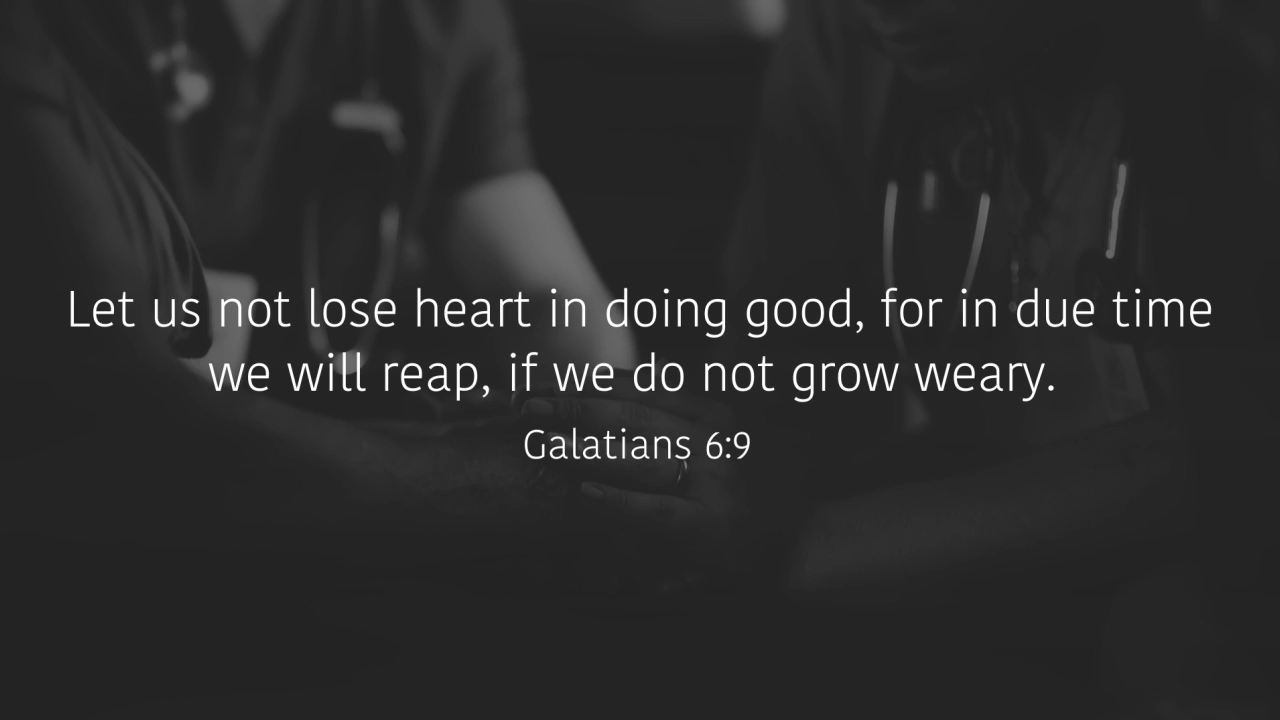 Let us not lose heart in doing good, for in due time
we will reap, if we do not grow weary.
Galatians 6:9